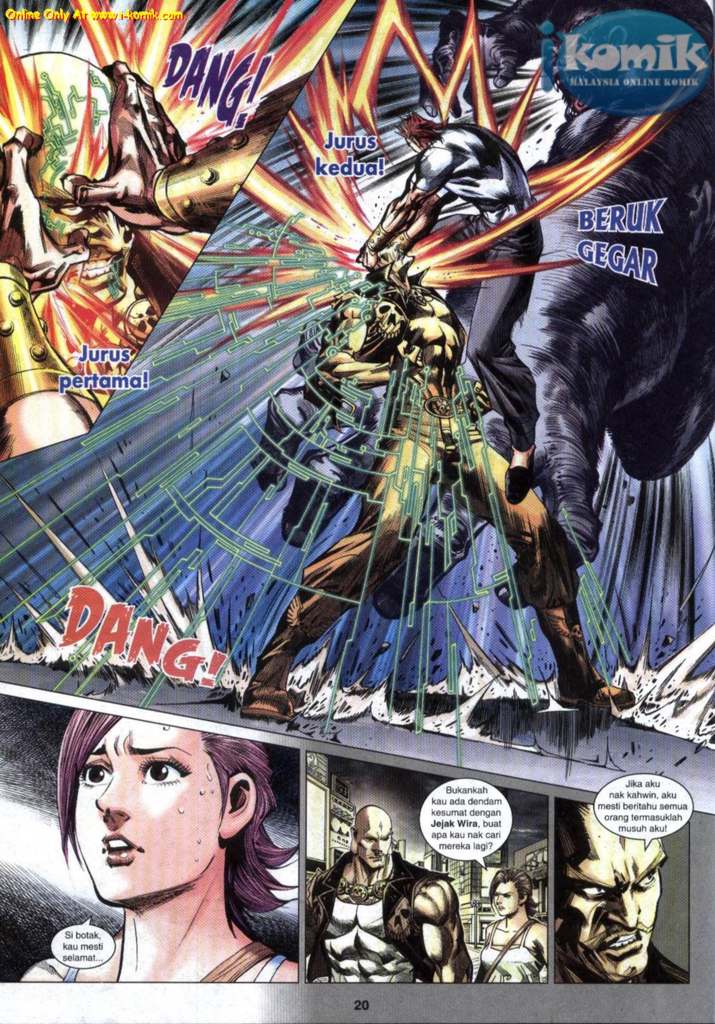 Online Only At www.i-komik.com
i komik
MALAYSIA ONLINE KOMIK
DANG!
Jurus
kedua!
BERUK
GEGAR
Jurus
pertama!
DANG!
Si botak,
kau mesti
selamat...
Bukankah
kau ada dendam
kesumat dengan
Jejak Wira, buat
apa kau nak cari
mereka lagi?
Jika aku
nak kahwin, aku
mesti beritahu semua
orang termasuklah
musuh aku!
20